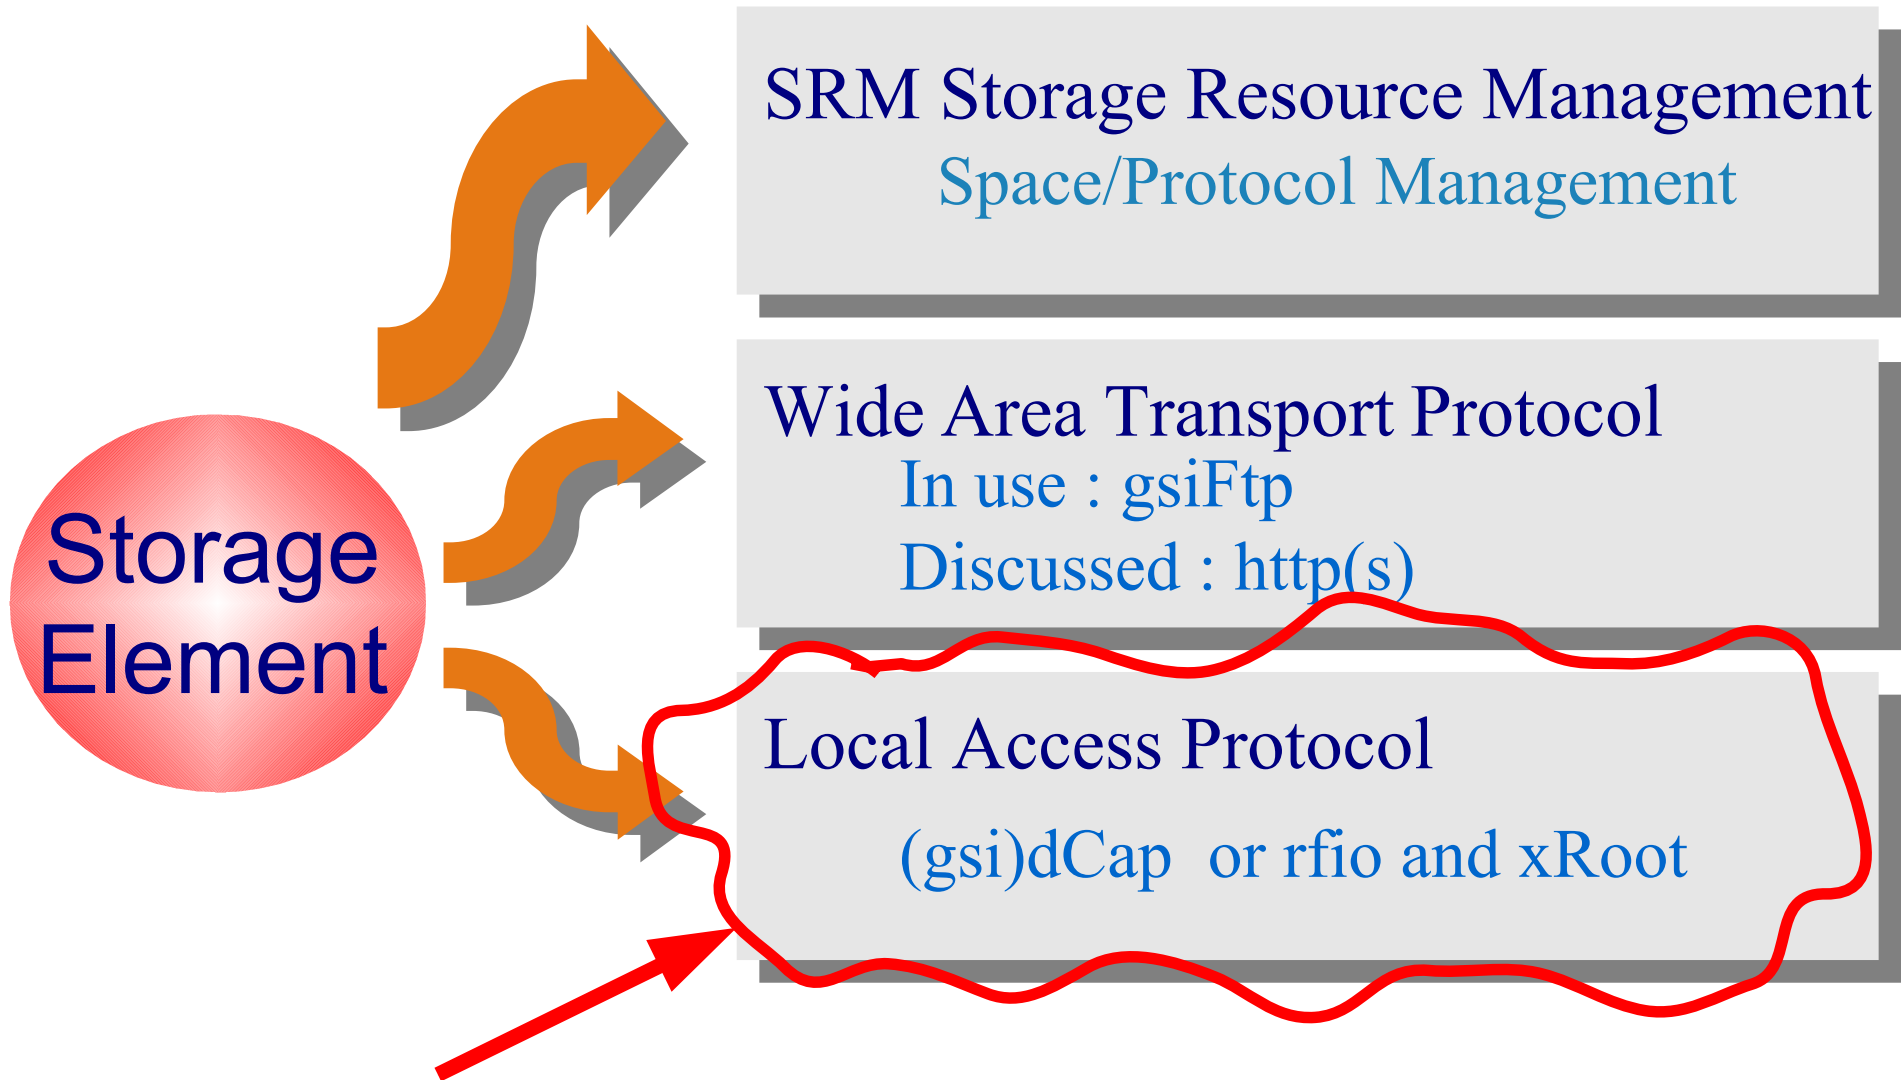 Storage
Element
SRM Storage Resource Management
Space/Protocol Management
Wide Area Transport Protocol
In use : gsiFtp
Discussed : http(s)
Local Access Protocol
(gsi)dCap or rfio and xRoot